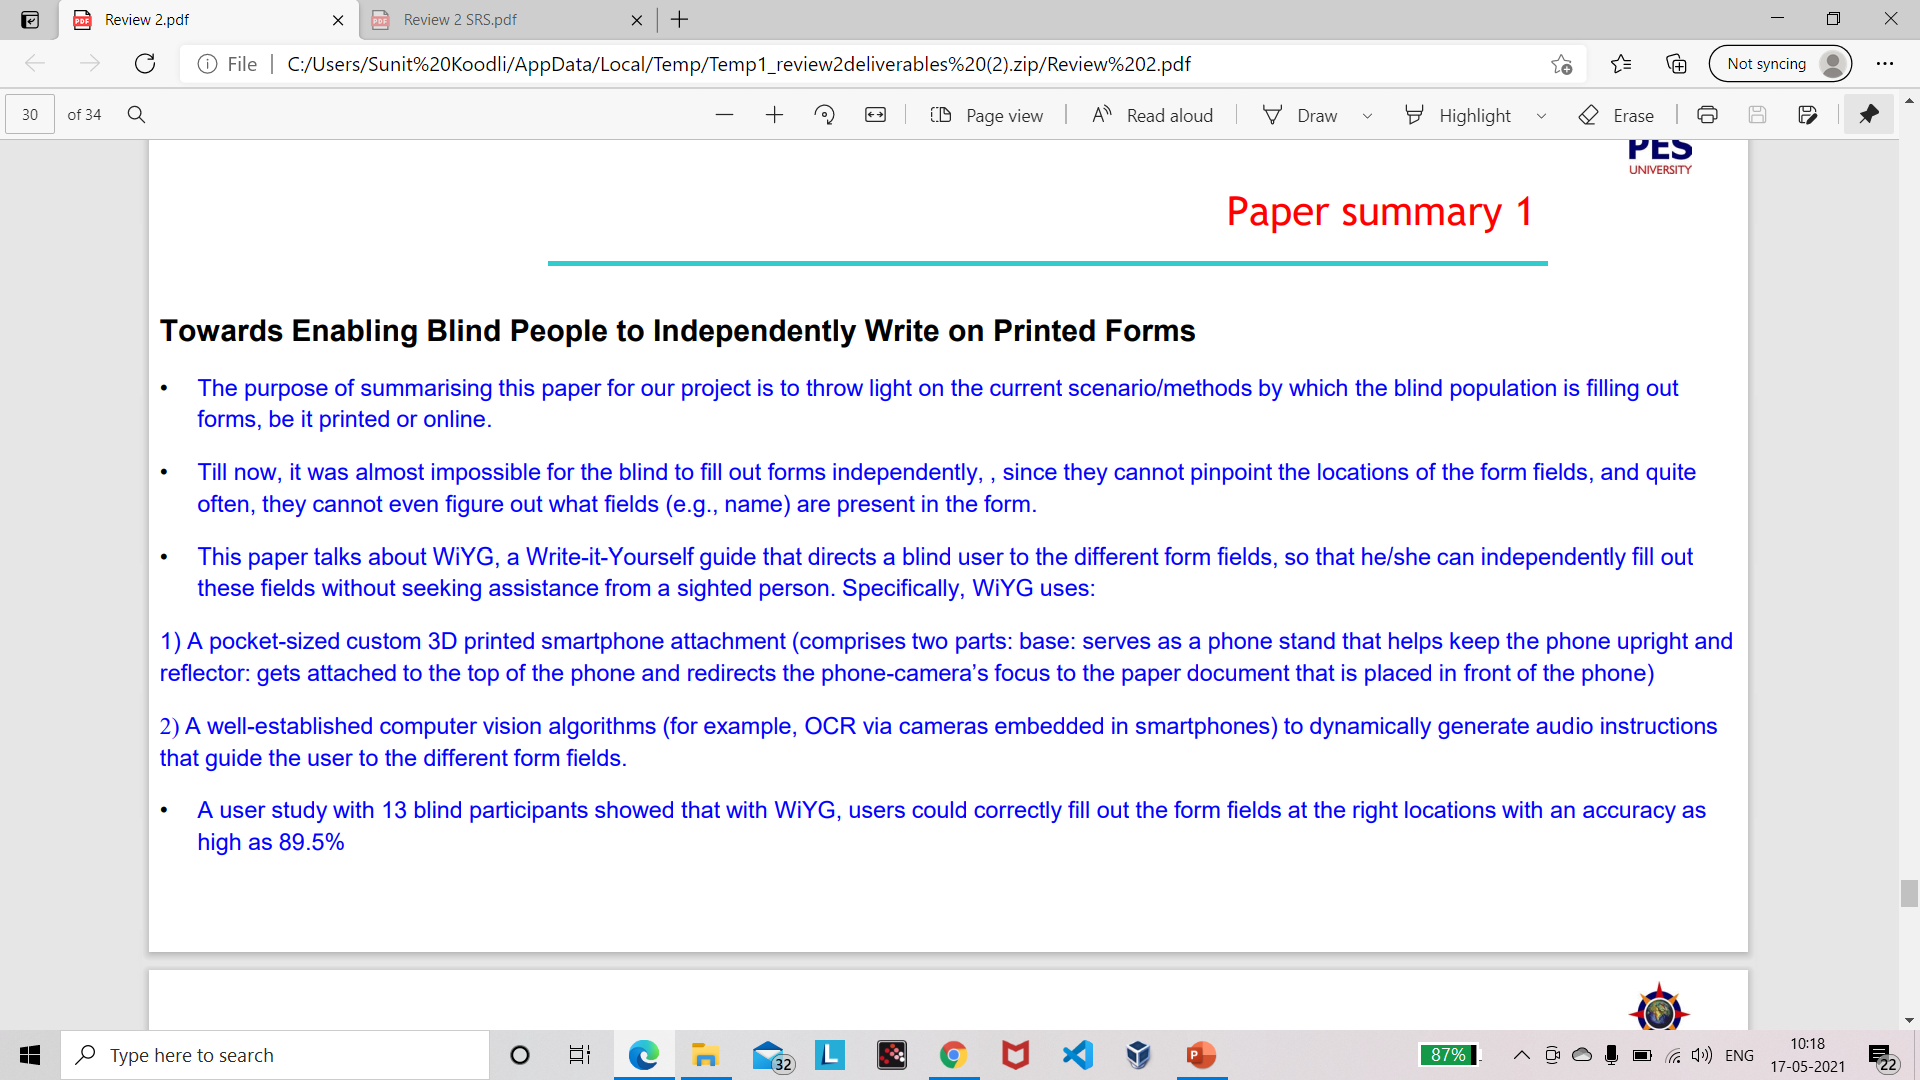 Review 2.pdf
Review 2 SRS.pdf
File
C:/Users/Sunit%20Koodli/AppData/Local/Temp/Temp1_review2deliverables%20(2).zip/Review%202.pdf
Not syncing
30 of 34
Page view
Read aloud
Draw
Highlight
Erase
PES
UNIVERSITY
Paper summary 1
Towards Enabling Blind People to Independently Write on Printed Forms
• The purpose of summarising this paper for our project is to throw light on the current scenario/methods by which the blind population is filling out
forms, be it printed or online.
• Till now, it was almost impossible for the blind to fill out forms independently, , since they cannot pinpoint the locations of the form fields, and quite
often, they cannot even figure out what fields (e.g., name) are present in the form.
• This paper talks about WiYG, a Write-it-Yourself guide that directs a blind user to the different form fields, so that he/she can independently fill out
these fields without seeking assistance from a sighted person. Specifically, WiYG uses:
1) A pocket-sized custom 3D printed smartphone attachment (comprises two parts: base: serves as a phone stand that helps keep the phone upright and
reflector: gets attached to the top of the phone and redirects the phone-camera’s focus to the paper document that is placed in front of the phone)
2) A well-established computer vision algorithms (for example, OCR via cameras embedded in smartphones) to dynamically generate audio instructions
that guide the user to the different form fields.
• A user study with 13 blind participants showed that with WiYG, users could correctly fill out the form fields at the right locations with an accuracy as
high as 89.5%
Type here to search
32
L
P
87%
ENG
10:18
17-05-2021
22